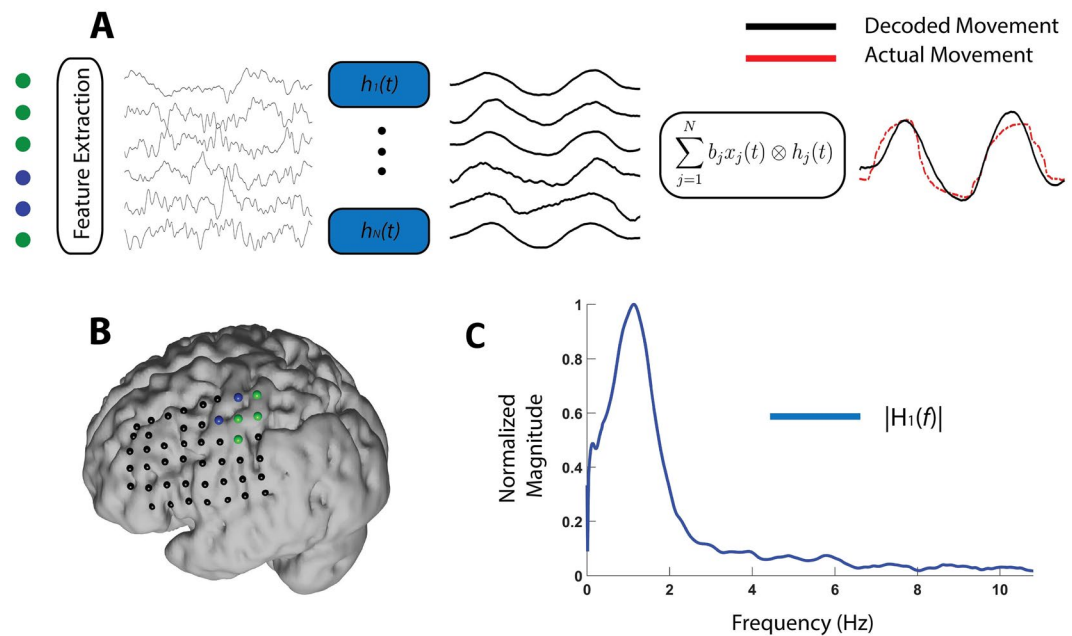 A
Decoded Movement
Actual Movement
Feature Extraction
h1(t)
hN(t)
N
∑ bjxj(t) ⊗ hj(t)
j=1
B
C
Normalized
Magnitude
1
0.8
0.6
0.4
0.2
0
|H1(f)|
0 2 4 6 8 10
Frequency (Hz)